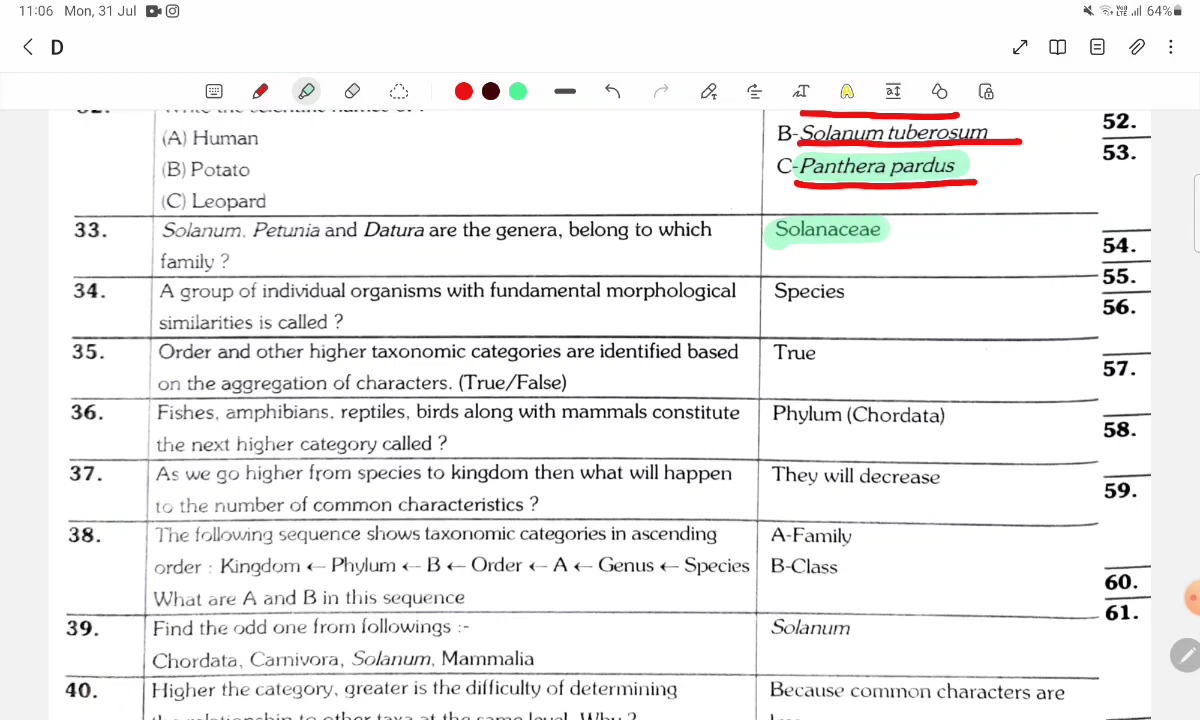 11:06 Mon, 31 Jul
64%
D
(A) Human
B-Solanum tuberosum
52.
(B) Potato
C-Panthera pardus
53.
(C) Leopard
33. Solanum, Petunia and Datura are the genera, belong to which
family ?
Solanaceae
54.
34. A group of individual organisms with fundamental morphological
similarities is called ?
Species
55.
56.
35. Order and other higher taxonomic categories are identified based
on the aggregation of characters. (True/False)
True
57.
36. Fishes, amphibians, reptiles, birds along with mammals constitute
the next higher category called ?
Phylum (Chordata)
58.
37. As we go higher from species to kingdom then what will happen
to the number of common characteristics ?
They will decrease
59.
38. The following sequence shows taxonomic categories in ascending
order : Kingdom ← Phylum ← B ← Order ← A ← Genus ← Species
What are A and B in this sequence
A-Family
B-Class
60.
39. Find the odd one from followings :-
Chordata, Carnivora, Solanum, Mammalia
Solanum
61.
40. Higher the category, greater is the difficulty of determining
Because common characters are